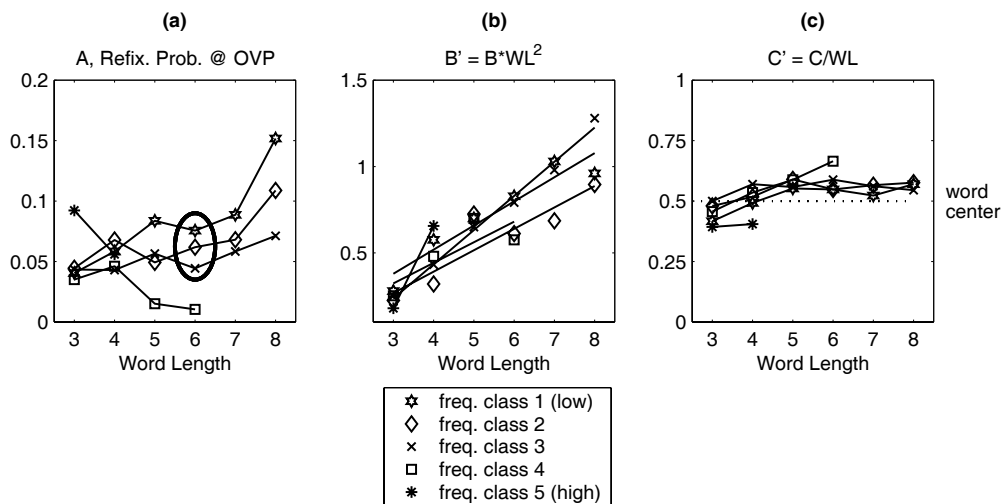 (a)
A, Refix. Prob. @ OVP
0.2
0.15
0.1
0.05
0
3 4 5 6 7 8
Word Length
(b)
B' = B*WL²
1.5
1
0.5
3 4 5 6 7 8
Word Length
(c)
C' = C/WL
1
0.75
0.5
0.25
0
3 4 5 6 7 8
Word Length
word
center
freq. class 1 (low)
freq. class 2
freq. class 3
freq. class 4
freq. class 5 (high)